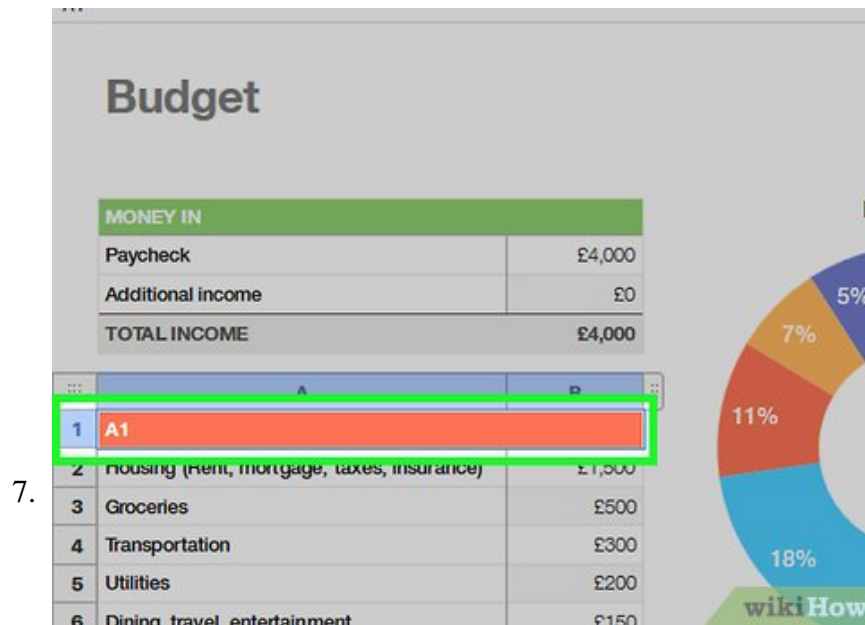 Budget
MONEY IN
Paycheck £4,000
Additional income £0
TOTAL INCOME £4,000
A B
1 A1
2 Housing (Rent, mortgage, taxes, insurance) £1,500
3 Groceries £500
4 Transportation £300
5 Utilities £200
6 Dining, travel, entertainment £150
5%
7%
11%
18%
7.
wikiHow